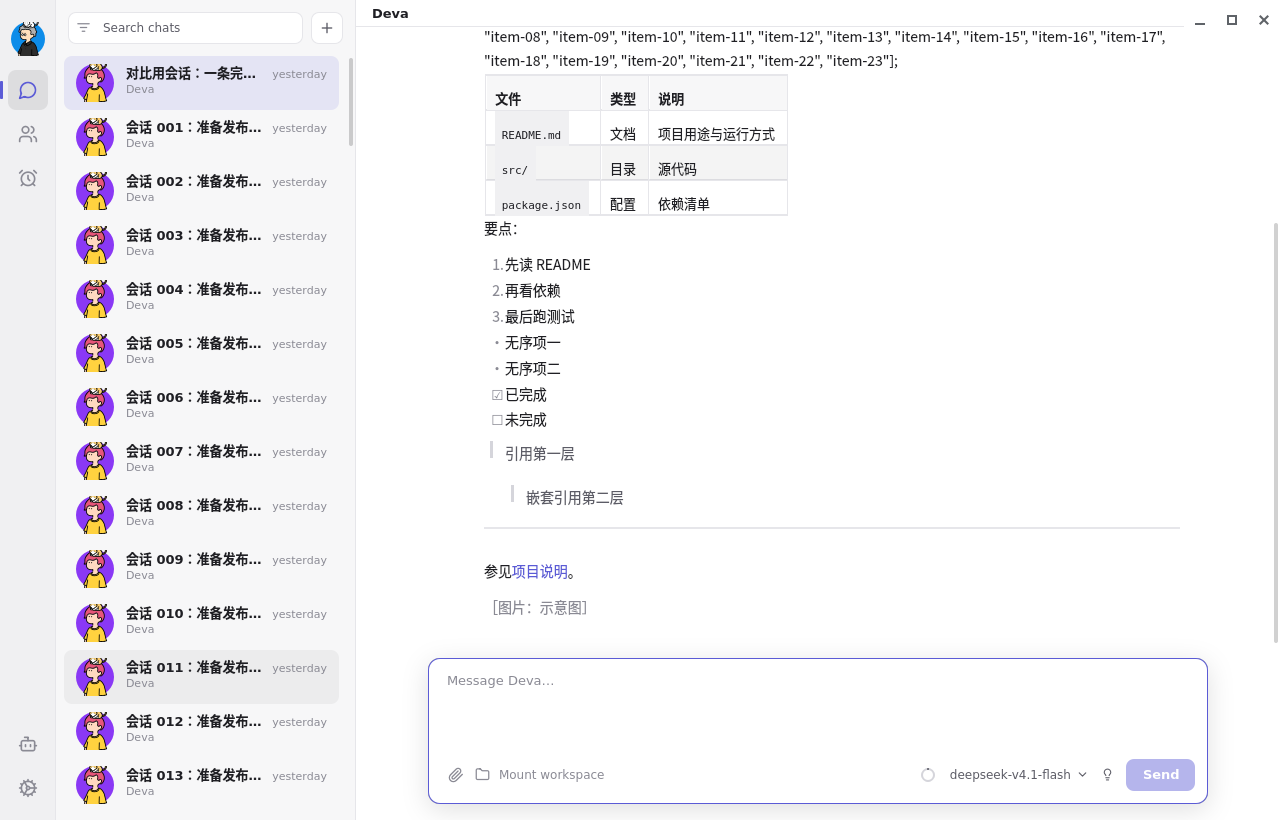 Search chats
对比用会话：一条完... yesterday
Deva
会话 001：准备发布... yesterday
Deva
会话 002：准备发布... yesterday
Deva
会话 003：准备发布... yesterday
Deva
会话 004：准备发布... yesterday
Deva
会话 005：准备发布... yesterday
Deva
会话 006：准备发布... yesterday
Deva
会话 007：准备发布... yesterday
Deva
会话 008：准备发布... yesterday
Deva
会话 009：准备发布... yesterday
Deva
会话 010：准备发布... yesterday
Deva
会话 011：准备发布... yesterday
Deva
会话 012：准备发布... yesterday
Deva
会话 013：准备发布... yesterday
Deva
Deva
"item-08", "item-09", "item-10", "item-11", "item-12", "item-13", "item-14", "item-15", "item-16", "item-17",
"item-18", "item-19", "item-20", "item-21", "item-22", "item-23"];
文件 类型 说明
README.md 文档 项目用途与运行方式
src/ 目录 源代码
package.json 配置 依赖清单
要点：
1. 先读 README
2. 再看依赖
3. 最后跑测试
• 无序项一
• 无序项二
☑ 已完成
☐ 未完成
引用第一层
嵌套引用第二层
参见项目说明。
［图片：示意图］
Message Deva...
Mount workspace
deepseek-v4.1-flash
Send